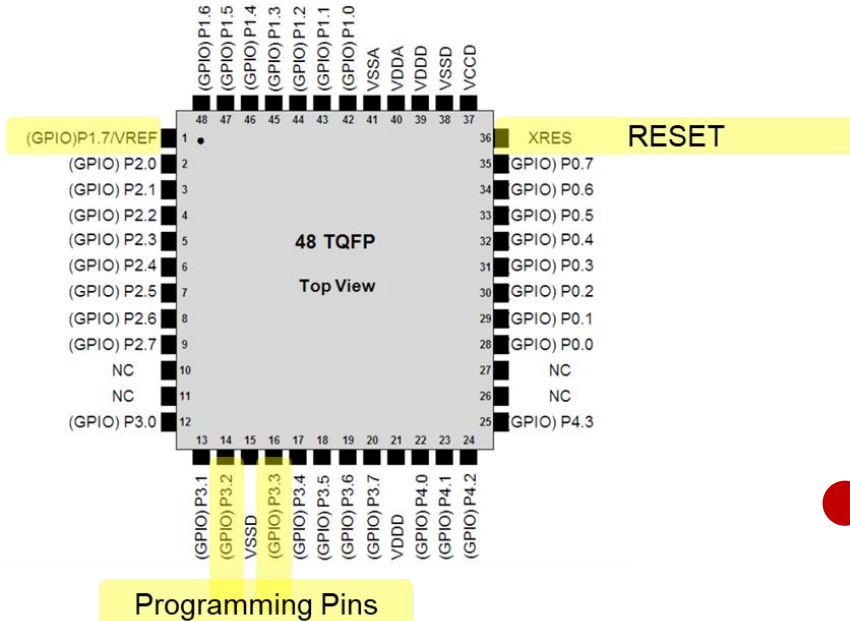 (GPIO) P1.6
(GPIO) P1.5
(GPIO) P1.4
(GPIO) P1.3
(GPIO) P1.2
(GPIO) P1.1
(GPIO) P1.0
VSSA
VDDA
VDDD
VSSD
VCCD
48 47 46 45 44 43 42 41 40 39 38 37
(GPIO)P1.7/VREF 1 36 XRES RESET
(GPIO) P2.0 2 35 (GPIO) P0.7
(GPIO) P2.1 3 34 (GPIO) P0.6
(GPIO) P2.2 4 33 (GPIO) P0.5
(GPIO) P2.3 5 48 TQFP 32 (GPIO) P0.4
(GPIO) P2.4 6 31 (GPIO) P0.3
(GPIO) P2.5 7 Top View 30 (GPIO) P0.2
(GPIO) P2.6 8 29 (GPIO) P0.1
(GPIO) P2.7 9 28 (GPIO) P0.0
NC 10 27 NC
NC 11 26 NC
(GPIO) P3.0 12 25 (GPIO) P4.3
13 14 15 16 17 18 19 20 21 22 23 24
(GPIO) P3.1
(GPIO) P3.2
VSSD
(GPIO) P3.3
(GPIO) P3.4
(GPIO) P3.5
(GPIO) P3.6
(GPIO) P3.7
VDDD
(GPIO) P4.0
(GPIO) P4.1
(GPIO) P4.2
Programming Pins